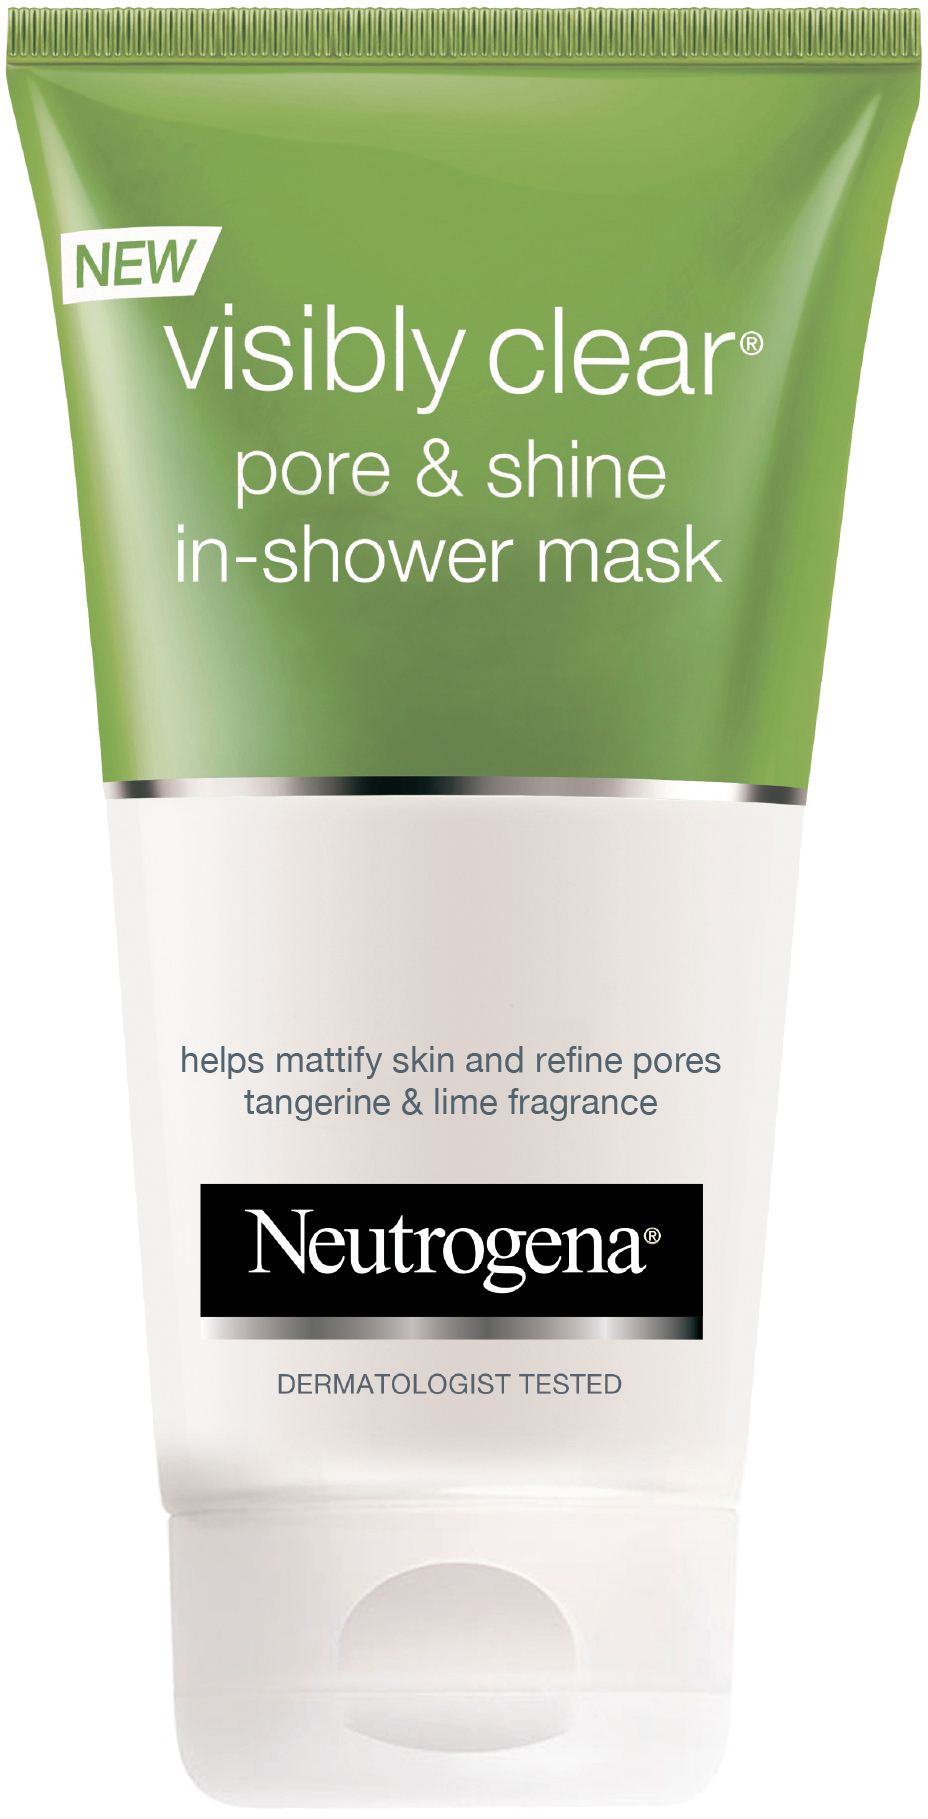 NEW
visibly clear®
pore & shine
in-shower mask
helps mattify skin and refine pores
tangerine & lime fragrance
Neutrogena®
DERMATOLOGIST TESTED